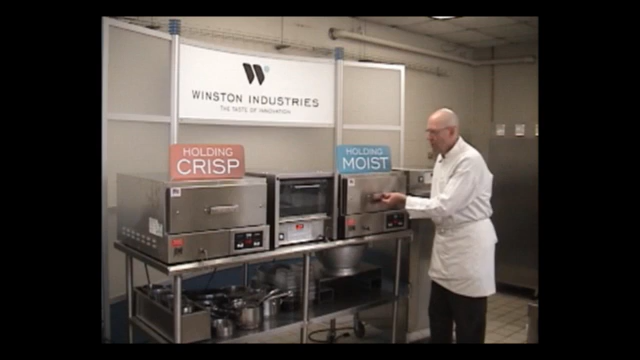 W
WINSTON INDUSTRIES
THE TASTE OF INNOVATION
HOLDING
CRISP
HOLDING
MOIST